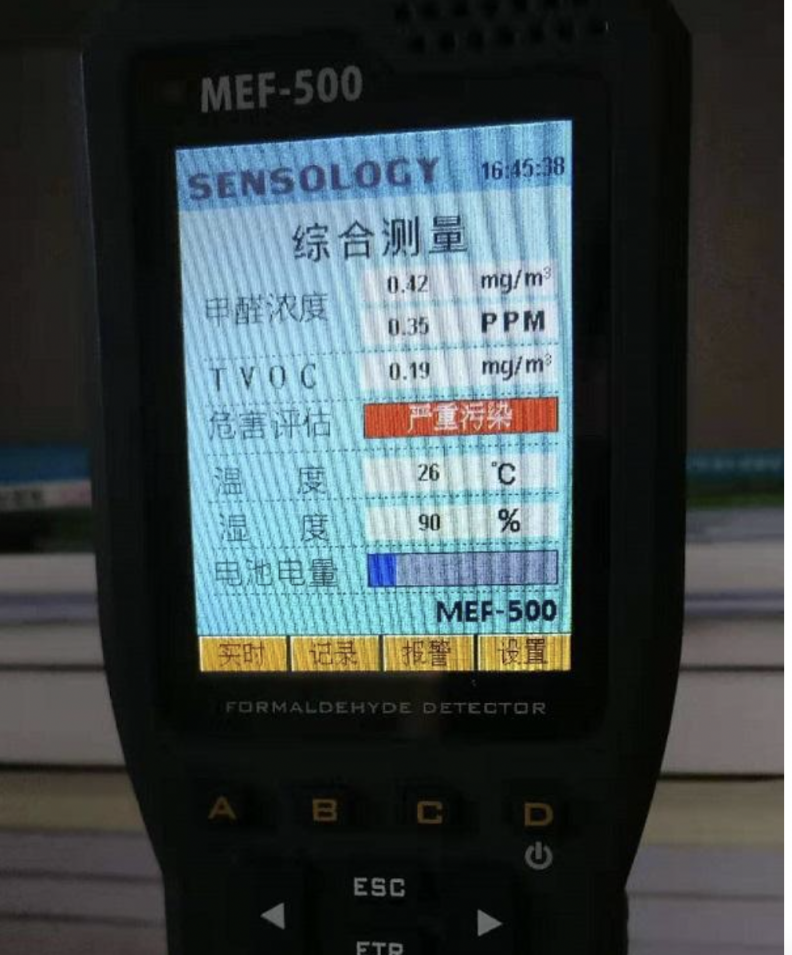 MEF-500
SENSOLOGY 16:45:38
综合测量
甲醛浓度 0.42 mg/m³
0.35 PPM
TVOC 0.19 mg/m³
危害评估 严重污染
温度 26 ℃
湿度 90 %
电池电量
MEF-500
实时 记录 报警 设置
FORMALDEHYDE DETECTOR
A B C D
ESC